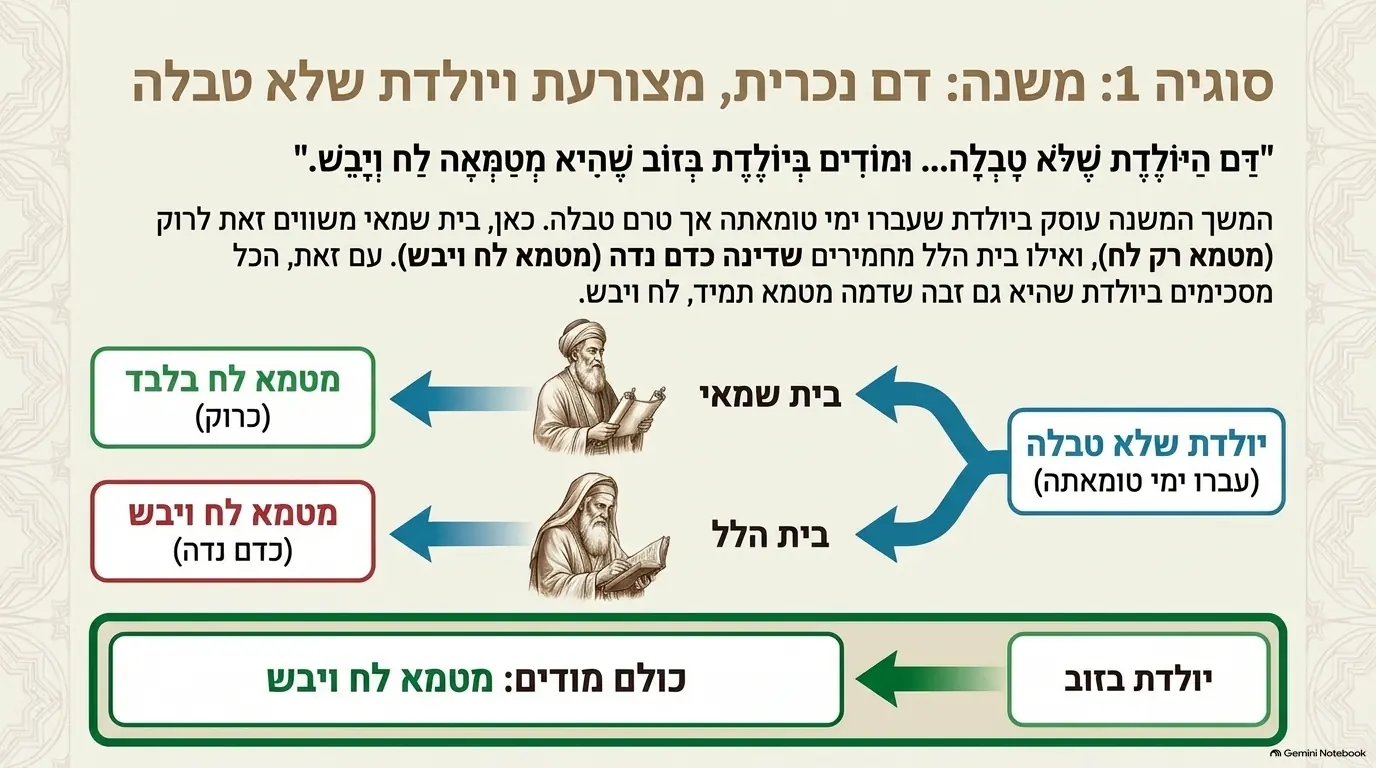 סוגיה 1: משנה: דם נכרית, מצורעת ויולדת שלא טבלה
"דַּם הַיּוֹלֶדֶת שֶׁלֹּא טָבְלָה... וּמוֹדִים בְּיוֹלֶדֶת בְּזוֹב שֶׁהִיא מְטַמְּאָה לַח וְיָבֵשׁ."
המשך המשנה עוסק ביולדת שעברו ימי טומאתה אך טרם טבלה. כאן, בית שמאי משווים זאת לרוק
(מטמא רק לח), ואילו בית הלל מחמירים שדינה כדם נדה (מטמא לח ויבש). עם זאת, הכל
מסכימים ביולדת שהיא גם זבה שדמה מטמא תמיד, לח ויבש.
יולדת שלא טבלה
(עברו ימי טומאתה)
בית שמאי
מטמא לח בלבד
(כרוק)
בית הלל
מטמא לח ויבש
(כדם נדה)
יולדת בזוב
כולם מודים: מטמא לח ויבש
Gemini Notebook